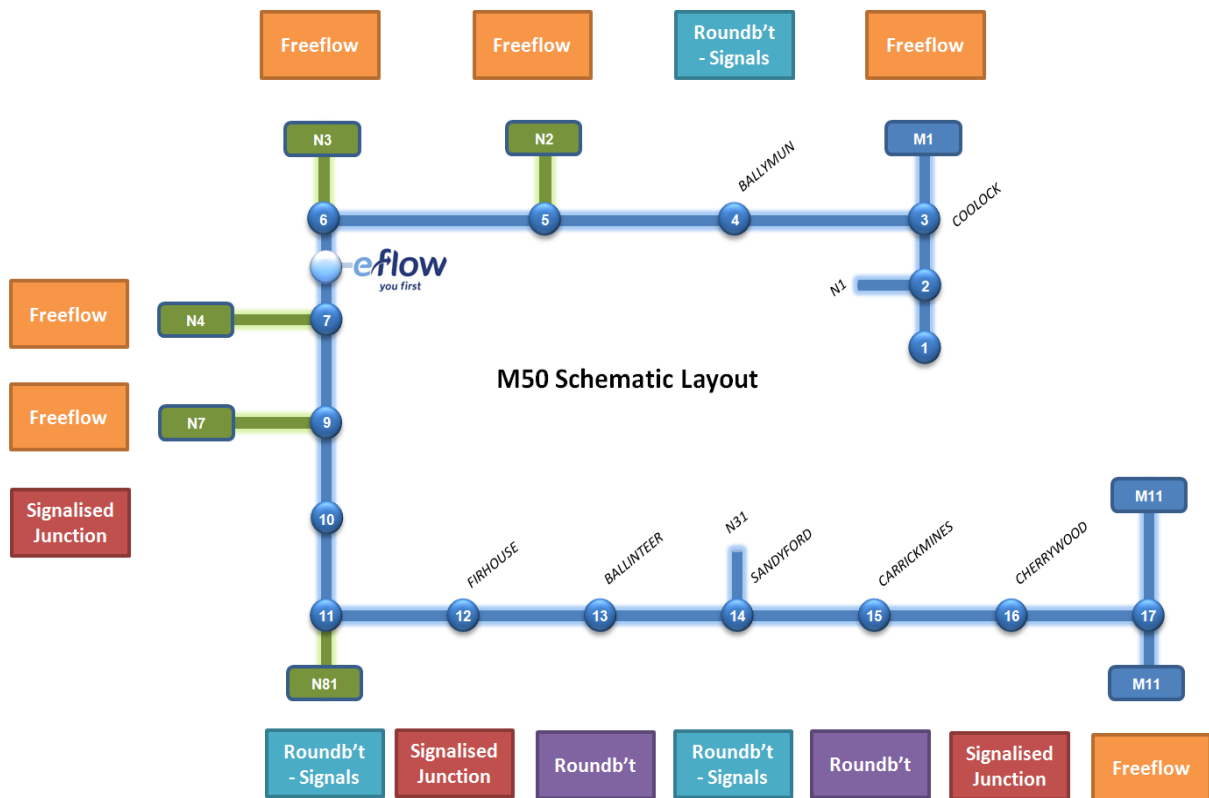 Freeflow
Freeflow
Roundb't
- Signals
Freeflow
N3
N2
BALLYMUN
M1
6
5
4
3
COOLOCK
eflow
you first
N1
2
Freeflow
N4
7
1
M50 Schematic Layout
Freeflow
N7
9
Signalised
Junction
10
M11
N31
FIRHOUSE
BALLINTEER
SANDYFORD
CARRICKMINES
CHERRYWOOD
11
12
13
14
15
16
17
N81
M11
Roundb't
- Signals
Signalised
Junction
Roundb't
Roundb't
- Signals
Roundb't
Signalised
Junction
Freeflow